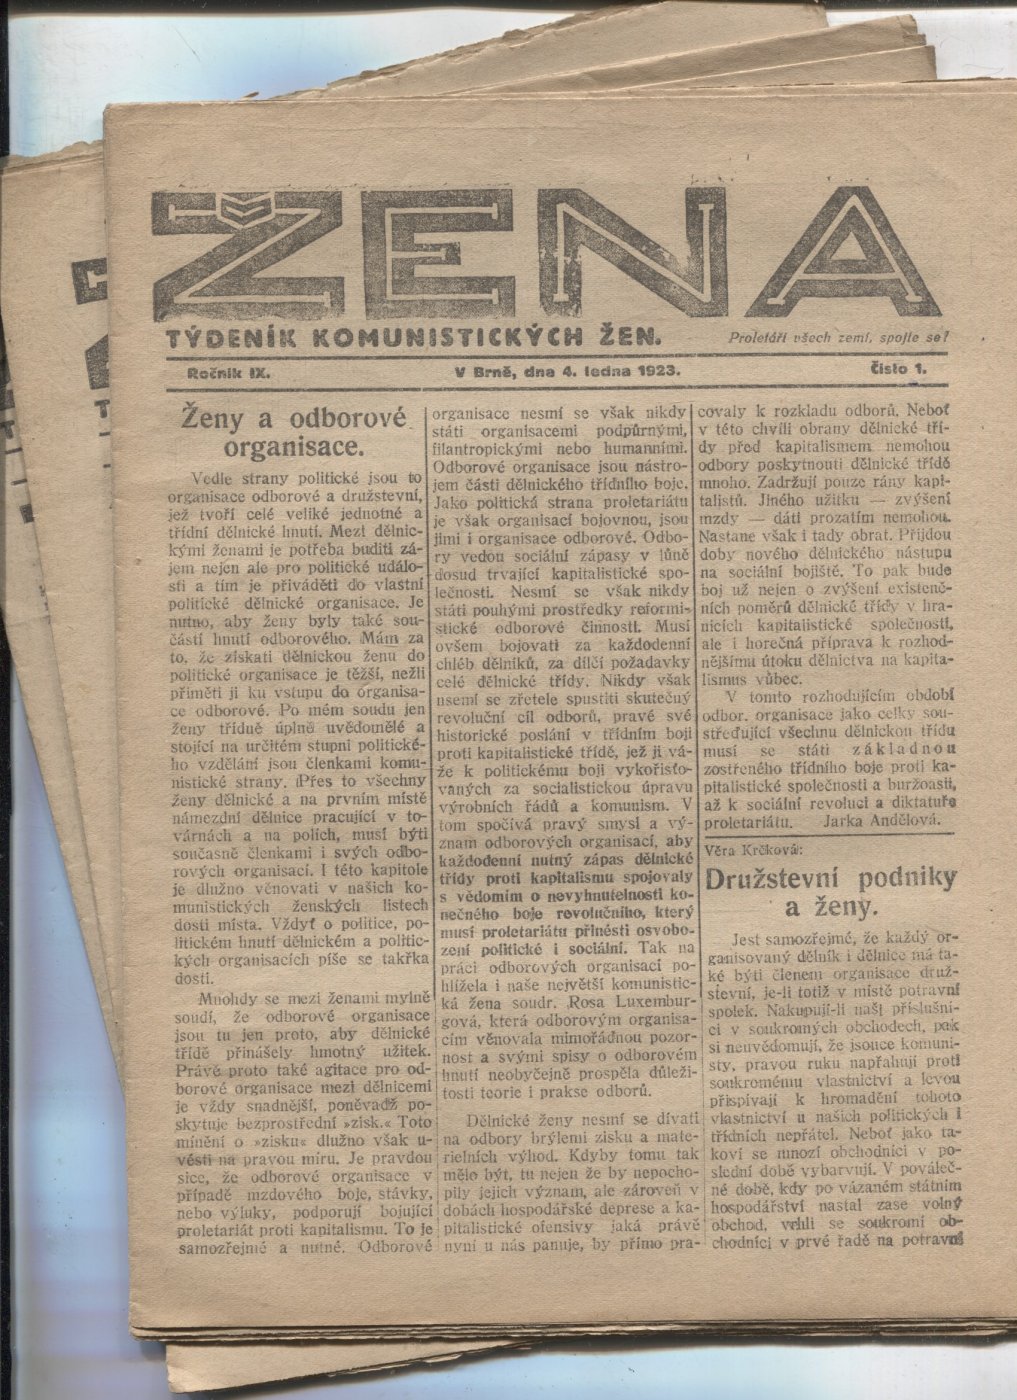 ŽENA
TÝDENÍK KOMUNISTICKÝCH ŽEN.
Proletáři všech zemí, spojte se!
Ročník IX.
V Brně, dne 4. ledna 1923.
Číslo 1.
Ženy a odborové
organisace.
Vedle strany politické jsou to
organisace odborové a družstevní,
jež tvoří celé veliké jednotné a
třídní dělnické hnutí. Mezi dělnic-
kými ženami je potřeba buditi zá-
jem nejen ale pro politické událo-
sti a tím je přiváděti do vlastní
politické dělnické organisace. Je
nutno, aby ženy byly také sou-
částí hnutí odborového. Mám za
to, že získati dělnickou ženu do
politické organisace je těžší, nežli
přiměti ji ku vstupu do organisa-
ce odborové. Po mém soudu jen
ženy třídně úplně uvědomělé a
stojící na určitém stupni politické-
ho vzdělání jsou členkami komu-
nistické strany. Přes to všechny
ženy dělnické a na prvním místě
námezdní dělnice pracující v to-
várnách a na polích, musí býti
současně členkami i svých odbo-
rových organisací. I této kapitole
je dlužno věnovati v našich ko-
munistických ženských listech
dosti místa. Vždyť o politice, po-
litickém hnutí dělnickém a politic-
kých organisacích píše se takřka
dosti.
Mnohdy se mezi ženami mylně
soudí, že odborové organisace
jsou tu jen proto, aby dělnické
třídě přinášely hmotný užitek.
Právě proto také agitace pro od-
borové organisace mezi dělnicemi
je vždy snadnější, poněvadž po-
skytuje bezprostřední »zisk.« Toto
mínění o »zisku« dlužno však u-
vésti na pravou míru. Je pravdou
sice, že odborové organisace v
případě mzdového boje, stávky,
nebo výluky, podporují bojující
proletariát proti kapitalismu. To je
samozřejmé a nutné. Odborové
organisace nesmí se však nikdy
státi organisacemi podpůrnými,
filantropickými nebo humanními.
Odborové organisace jsou nástro-
jem části dělnického třídního boje.
Jako politická strana proletariátu
je však organisací bojovnou, jsou
jimi i organisace odborové. Odbo-
ry vedou sociální zápasy v lůně
dosud trvající kapitalistické spo-
lečnosti. Nesmí se však nikdy
státi pouhými prostředky reformi-
stické odborové činnosti. Musí
ovšem bojovati za každodenní
chléb dělníků, za dílčí požadavky
celé dělnické třídy. Nikdy však
nsemí se zřetele spustiti skutečný
revoluční cíl odborů, pravé své
historické poslání v třídním boji
proti kapitalistické třídě, jež ji vá-
že k politickému boji vykořisťo-
vaných za socialistickou úpravu
výrobních řádů a komunism. V
tom spočívá pravý smysl a vý-
znam odborových organisací, aby
každodenní nutný zápas dělnické
třídy proti kapitalismu spojovaly
s vědomím o nevyhnutelnosti ko-
nečného boje revolučního, který
musí proletariátu přinésti osvobo-
zení politické i sociální. Tak na
práci odborových organisací po-
hlížela i naše největší komunistic-
ká žena soudr. Rosa Luxembur-
gová, která odborovým organisa-
cím věnovala mimořádnou pozor-
nost a svými spisy o odborovém
hnutí neobyčejně prospěla důleži-
tosti teorie i prakse odborů.
Dělnické ženy nesmí se dívati
na odbory brýlemi zisku a mate-
rielních výhod. Kdyby tomu tak
mělo být, tu nejen že by nepocho-
pily jejich význam, ale zároveň v
dobách hospodářské deprese a ka-
pitalistické ofensivy jaká právě
nyní u nás panuje, by přímo pra-
covaly k rozkladu odborů. Neboť
v této chvíli obrany dělnické tří-
dy před kapitalismem nemohou
odbory poskytnouti dělnické třídě
mnoho. Zadržují pouze rány kapi-
talistů. Jiného užitku — zvýšení
mzdy — dáti prozatím nemohou.
Nastane však i tady obrat. Přijdou
doby nového dělnického nástupu
na sociální bojiště. To pak bude
boj už nejen o zvýšení existenč-
ních poměrů dělnické třídy v hra-
nicích kapitalistické společnosti,
ale i horečná příprava k rozhod-
nějšímu útoku dělnictva na kapita-
lismus vůbec.
V tomto rozhodujícím období
odbor. organisace jako celky sou-
střeďující všechnu dělnickou třídu
musí se státi základnou
zostřeného třídního boje proti ka-
pitalistické společnosti a buržoasii,
až k sociální revoluci a diktatuře
proletariátu. Jarka Andělová.
Věra Krčková:
Družstevní podniky
a ženy.
Jest samozřejmé, že každý or-
ganisovaný dělník i dělnice má ta-
ké býti členem organisace druž-
stevní, je-li totiž v místě potravní
spolek. Nakupují-li naši příslušní-
ci v soukromých obchodech, pak
si neuvědomují, že jsouce komuni-
sty, pravou ruku napřahují proti
soukromému vlastnictví a levou
přispívají k hromadění tohoto
vlastnictví u našich politických i
třídních nepřátel. Neboť jako ta-
koví se mnozí obchodníci v po-
slední době vybarvují. V pováleč-
né době, kdy po vázaném státním
hospodářství nastal zase volný
obchod, vrhli se soukromí ob-
chodníci v prvé řadě na potravní